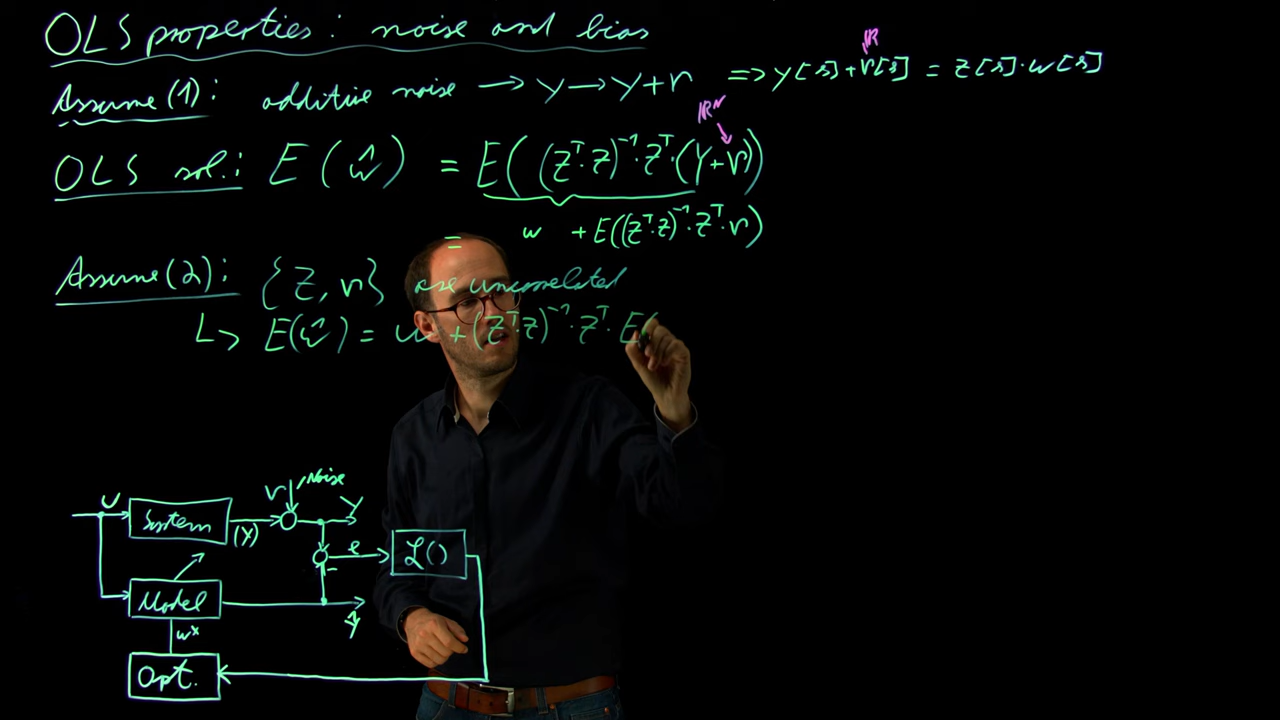 OLS properties: noise and bias
Assume(1): additive noise → Y → Y+r ⇒ y[k] + r[k] = z[k]·w[k]
ℝ
ℝᴺ
OLS sol.: E(ŵ) = E((Zᵀ·Z)⁻¹·Zᵀ·(Y+r))
= w + E((Zᵀ·Z)⁻¹·Zᵀ·r)
Assume(2): {Z, r} are uncorrelated
↳ E(ŵ) = w + (Zᵀ·Z)⁻¹·Zᵀ·E(
r Noise
U System (X) Y
e L()
-
Model Ŷ
w*
Opt.